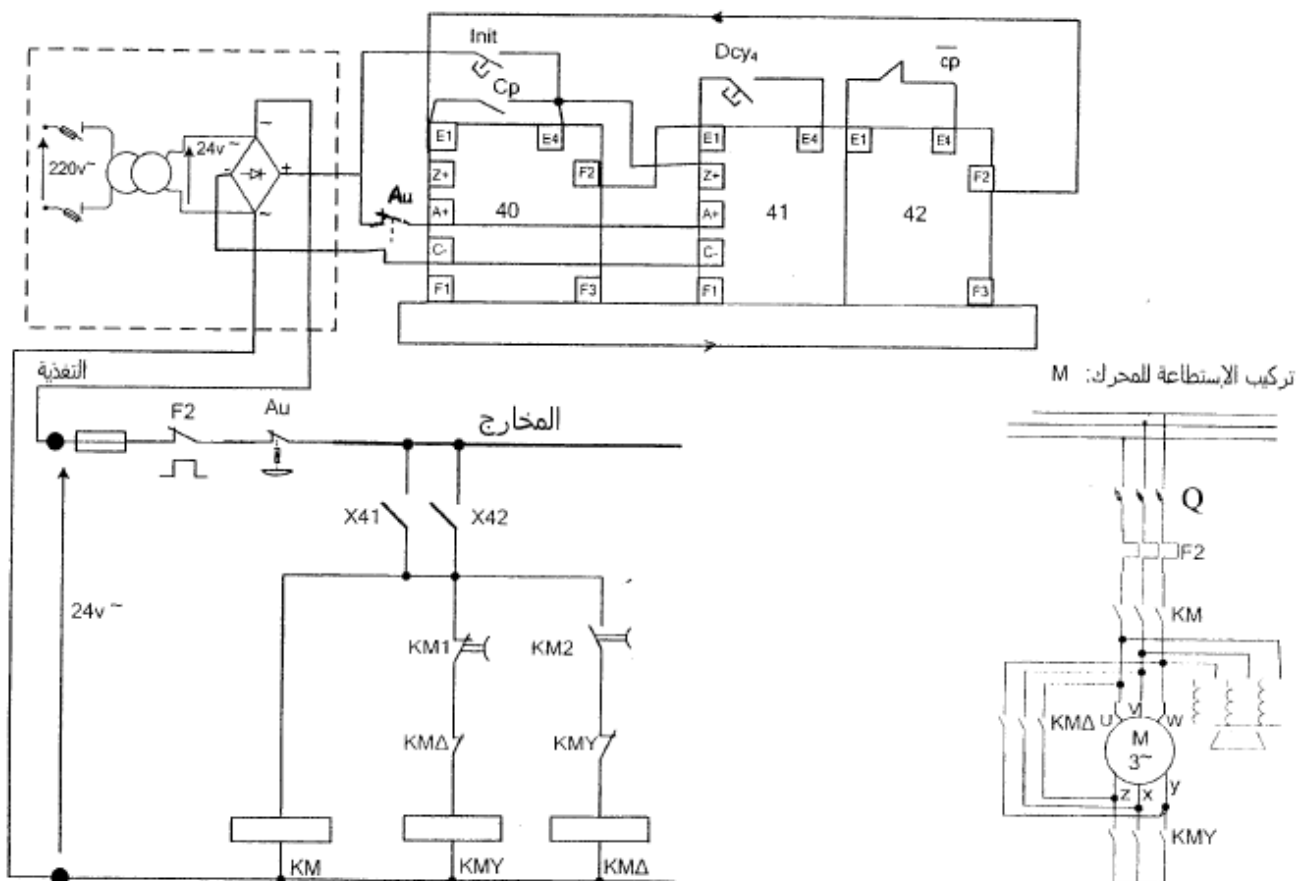 Init
Dcy₄
c̅p̅
Cp
E1
E4
E1
E4
E1
E4
220v~
24v~
~
-
+
~
Z+
F2
Z+
F2
Au
A+
40
A+
41
42
C-
C-
F1
F3
F1
F3
التغذية
تركيب الإستطاعة للمحرك: M
F2
Au
المخارج
X41
X42
Q
F2
24v~
KM
KM1
KM2
KMΔ
U
V
W
M
3~
KMΔ
KMY
z
x
y
KMY
KM
KMY
KMΔ